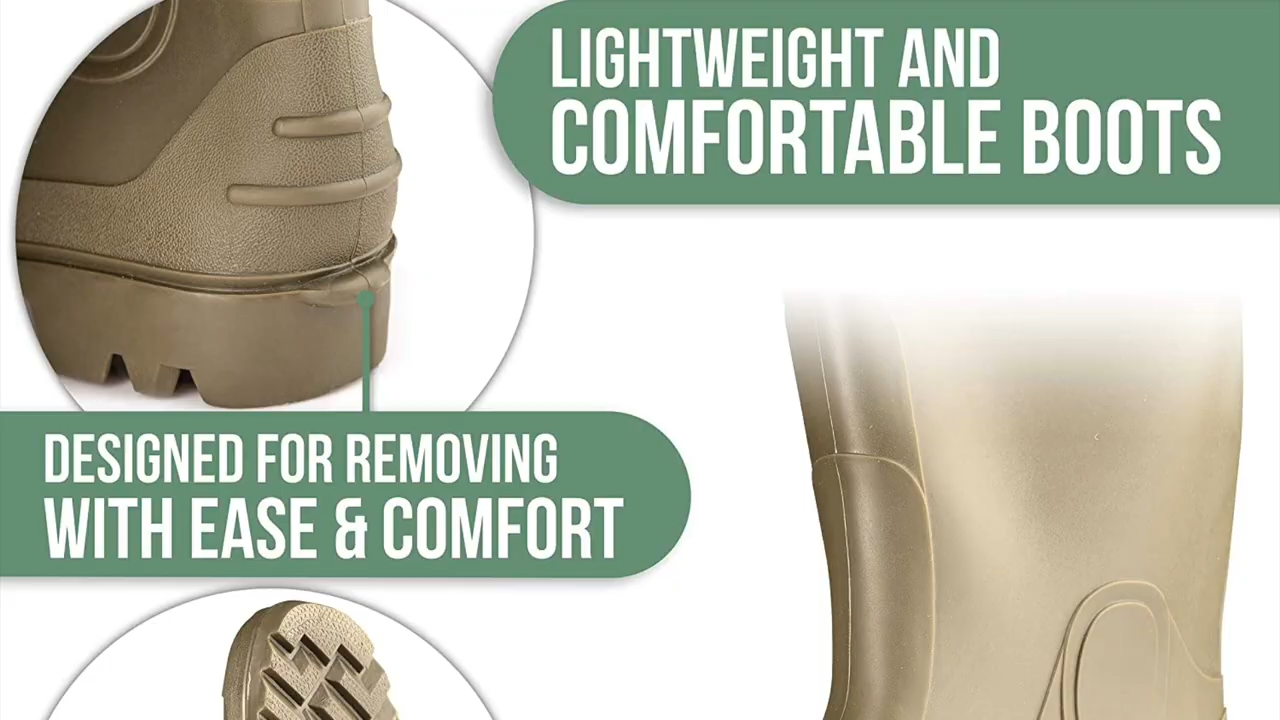 LIGHTWEIGHT AND
COMFORTABLE BOOTS
DESIGNED FOR REMOVING
WITH EASE & COMFORT